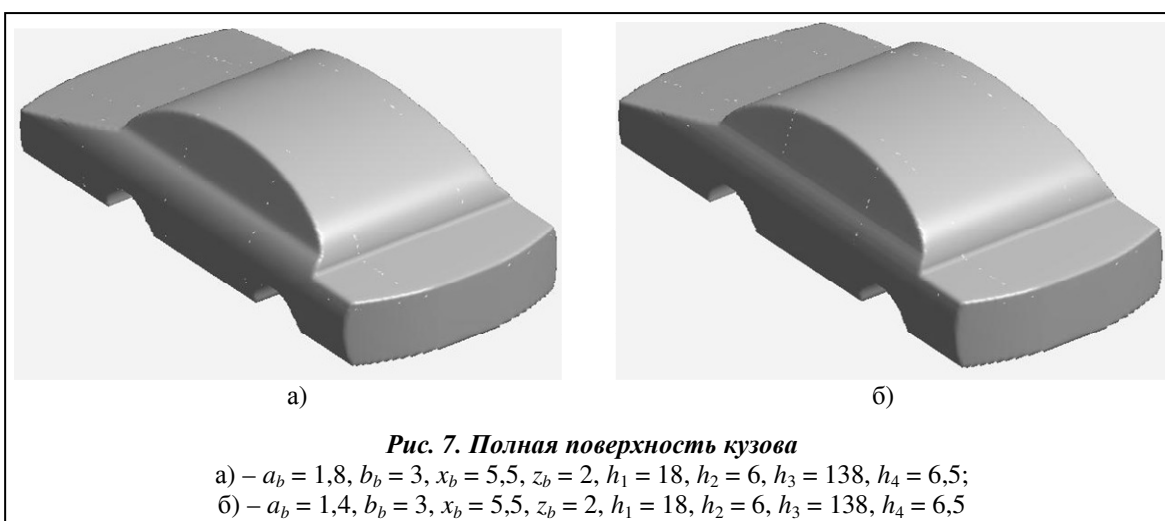 а) б)
Рис. 7. Полная поверхность кузова
а) – a_b = 1,8, b_b = 3, x_b = 5,5, z_b = 2, h_1 = 18, h_2 = 6, h_3 = 138, h_4 = 6,5;
б) – a_b = 1,4, b_b = 3, x_b = 5,5, z_b = 2, h_1 = 18, h_2 = 6, h_3 = 138, h_4 = 6,5